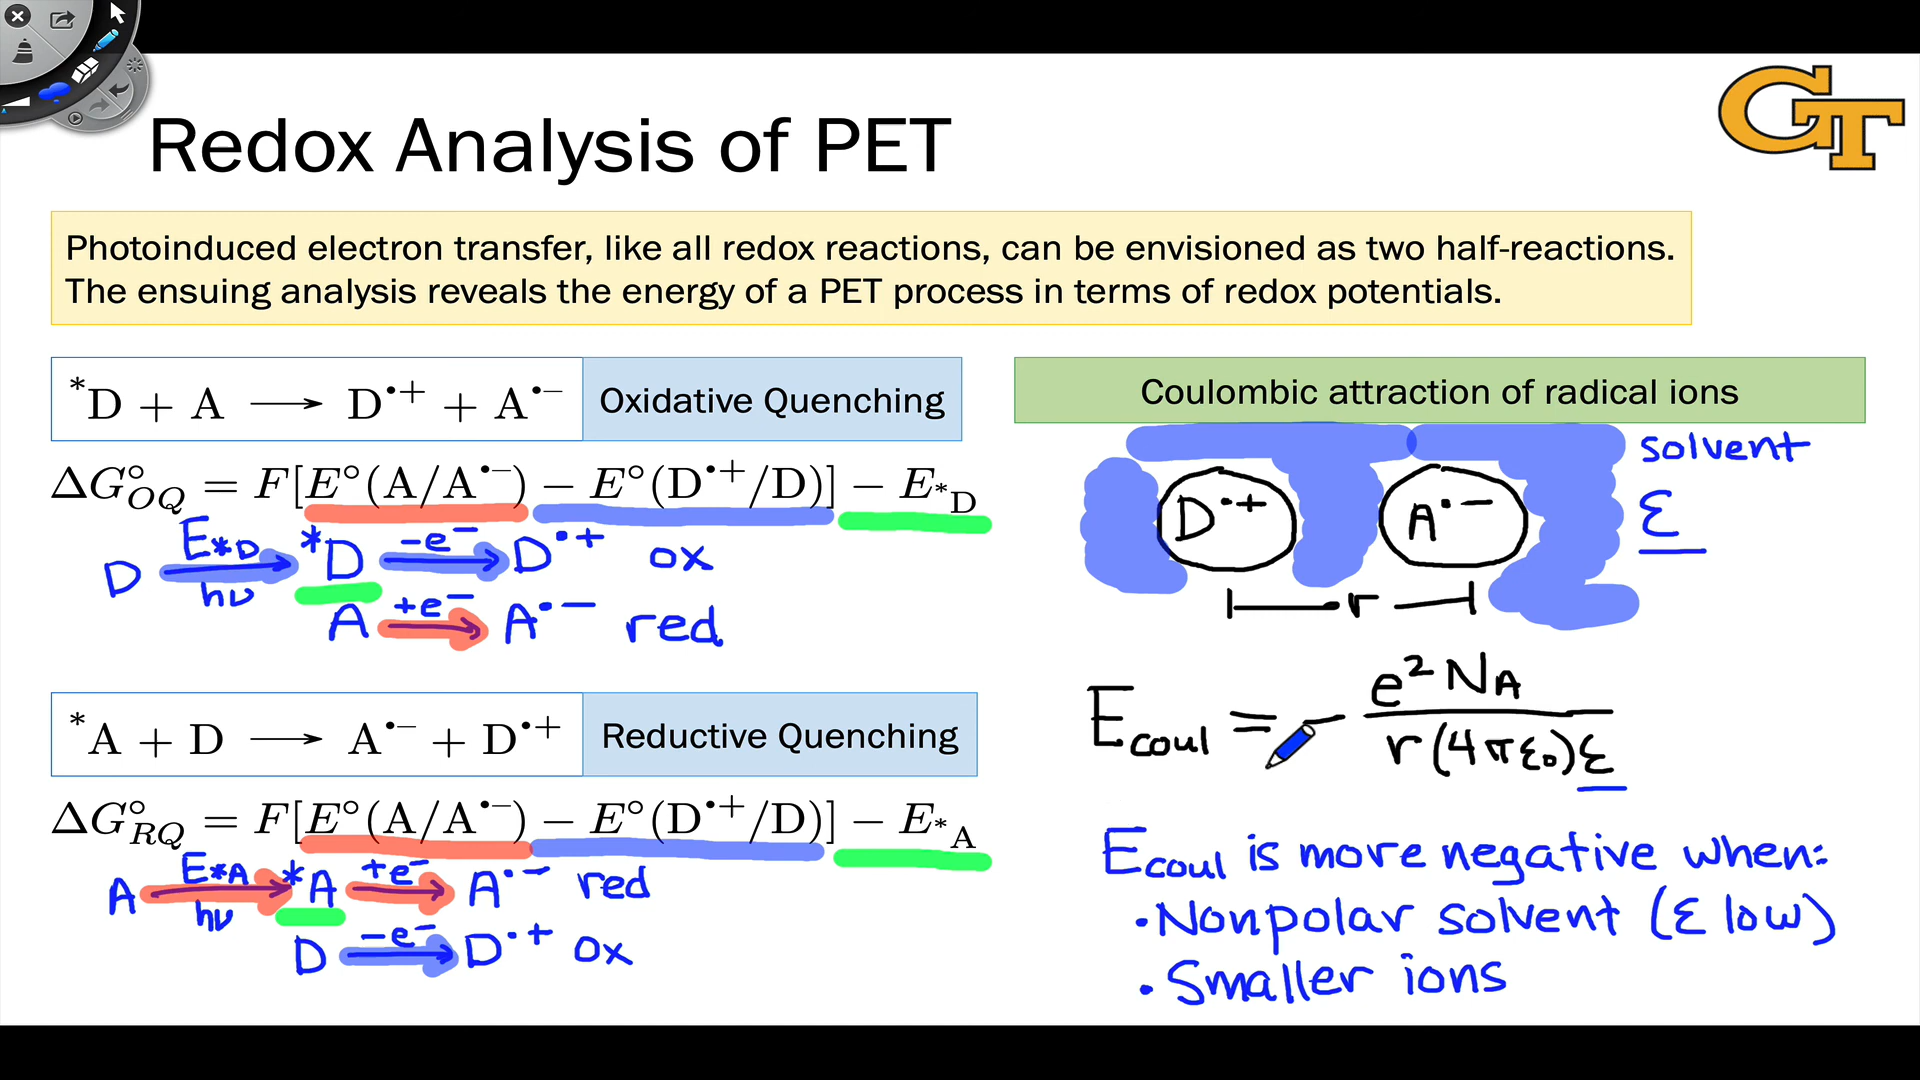 GT
Redox Analysis of PET
Photoinduced electron transfer, like all redox reactions, can be envisioned as two half-reactions.
The ensuing analysis reveals the energy of a PET process in terms of redox potentials.
*D + A ⟶ D•+ + A•−
Oxidative Quenching
ΔG°OQ = F[E°(A/A•−) − E°(D•+/D)] − E*D
D E*D hν *D −e− D•+ ox
A +e− A•− red
*A + D ⟶ A•− + D•+
Reductive Quenching
ΔG°RQ = F[E°(A/A•−) − E°(D•+/D)] − E*A
A E*A hν *A +e− A•− red
D −e− D•+ ox
Coulombic attraction of radical ions
solvent
D•+ A•− ε
r
Ecoul = − e² NA / r(4πε₀)ε
Ecoul is more negative when:
• Nonpolar solvent (ε low)
• Smaller ions